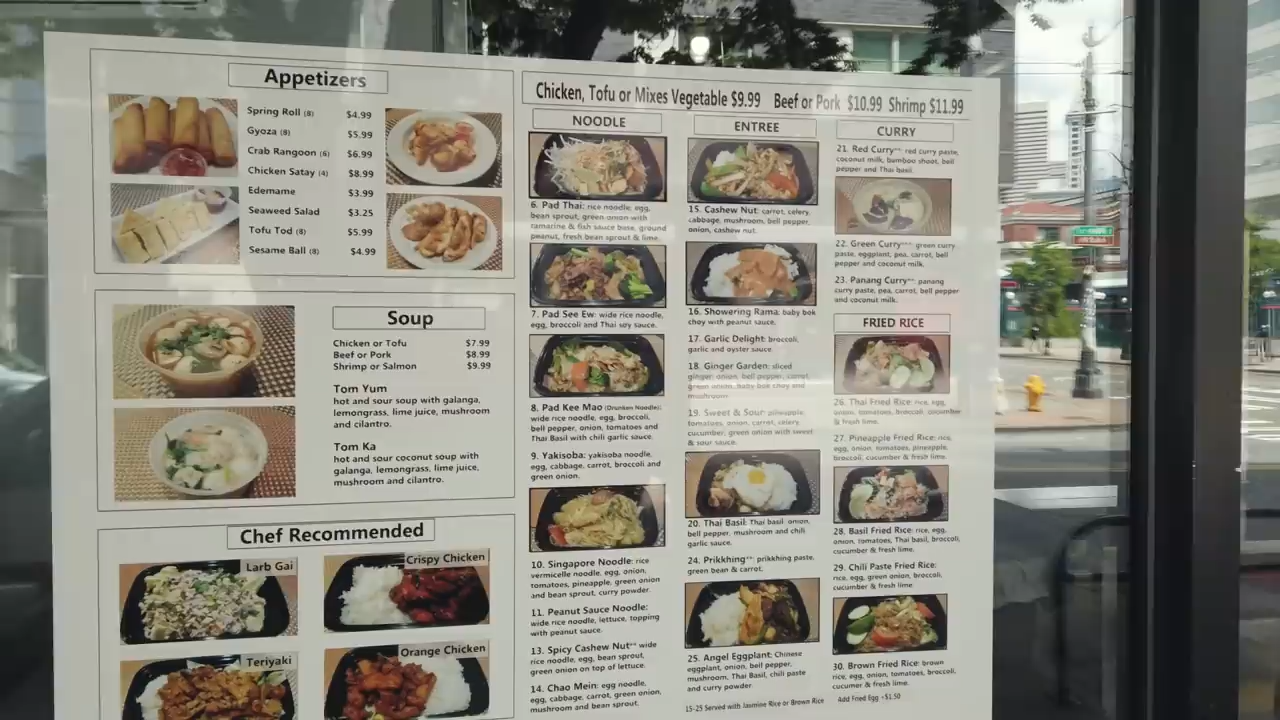 Appetizers
Spring Roll (8) $4.99
Gyoza (8) $5.99
Crab Rangoon (6) $6.99
Chicken Satay (4) $8.99
Edemame $3.99
Seaweed Salad $3.25
Tofu Tod (8) $5.99
Sesame Ball (8) $4.99
Soup
Chicken or Tofu $7.99
Beef or Pork $8.99
Shrimp or Salmon $9.99
Tom Yum
hot and sour soup with galanga,
lemongrass, lime juice, mushroom
and cilantro.
Tom Ka
hot and sour coconut soup with
galanga, lemongrass, lime juice,
mushroom and cilantro.
Chef Recommended
Larb Gai
Crispy Chicken
Teriyaki
Orange Chicken
Chicken, Tofu or Mixes Vegetable $9.99 Beef or Pork $10.99 Shrimp $11.99
NOODLE
6. Pad Thai: rice noodle, egg,
bean sprout, green onion with
tamarine & fish sauce base, ground
peanut, fresh bean sprout & lime.
7. Pad See Ew: wide rice noodle,
egg, broccoli and Thai soy sauce.
8. Pad Kee Mao (Drunken Noodle):
wide rice noodle, egg, broccoli,
bell pepper, onion, tomatoes and
Thai Basil with chili garlic sauce.
9. Yakisoba: yakisoba noodle,
egg, cabbage, carrot, broccoli and
green onion.
10. Singapore Noodle: rice
vermicelle noodle, egg, onion,
tomatoes, pineapple, green onion
and bean sprout, curry powder.
11. Peanut Sauce Noodle:
wide rice noodle, lettuce, topping
with peanut sauce.
13. Spicy Cashew Nut** wide
rice noodle, egg, bean sprout,
green onion on top of lettuce.
14. Chao Mein: egg noodle,
egg, cabbage, carrot, green onion,
mushroom and bean sprout.
ENTREE
15. Cashew Nut: carrot, celery,
cabbage, mushroom, bell pepper,
onion, cashew nut.
16. Showering Rama: baby bok
choy with peanut sauce.
17. Garlic Delight: broccoli,
garlic and oyster sauce.
18. Ginger Garden: sliced
ginger, onion, bell pepper, carrot,
green onion, baby bok choy and
mushroom.
19. Sweet & Sour: pineapple,
tomatoes, onion, carrot, celery,
cucumber, green onion with sweet
& sour sauce.
20. Thai Basil: Thai basil, onion,
bell pepper, mushroom and chili
garlic sauce.
24. Prikkhing**: prikkhing paste,
green bean & carrot.
25. Angel Eggplant: Chinese
eggplant, onion, bell pepper,
mushroom, Thai Basil, chili paste
and curry powder.
15-25 Served with Jasmine Rice or Brown Rice
CURRY
21. Red Curry**: red curry paste,
coconut milk, bamboo shoot, bell
pepper and Thai basil.
22. Green Curry***: green curry
paste, eggplant, pea, carrot, bell
pepper and coconut milk.
23. Panang Curry**: panang
curry paste, pea, carrot, bell pepper
and coconut milk.
FRIED RICE
26. Thai Fried Rice: rice, egg,
onion, tomatoes, broccoli, cucumber
& fresh lime.
27. Pineapple Fried Rice: rice,
egg, onion, tomatoes, pineapple,
broccoli, cucumber & fresh lime.
28. Basil Fried Rice: rice, egg,
onion, tomatoes, Thai basil, broccoli,
cucumber & fresh lime.
29. Chili Paste Fried Rice:
rice, egg, green onion, broccoli,
cucumber & fresh lime.
30. Brown Fried Rice: brown
rice, egg, onion, tomatoes, broccoli,
cucumber & fresh lime.
Add Fried Egg +$1.50